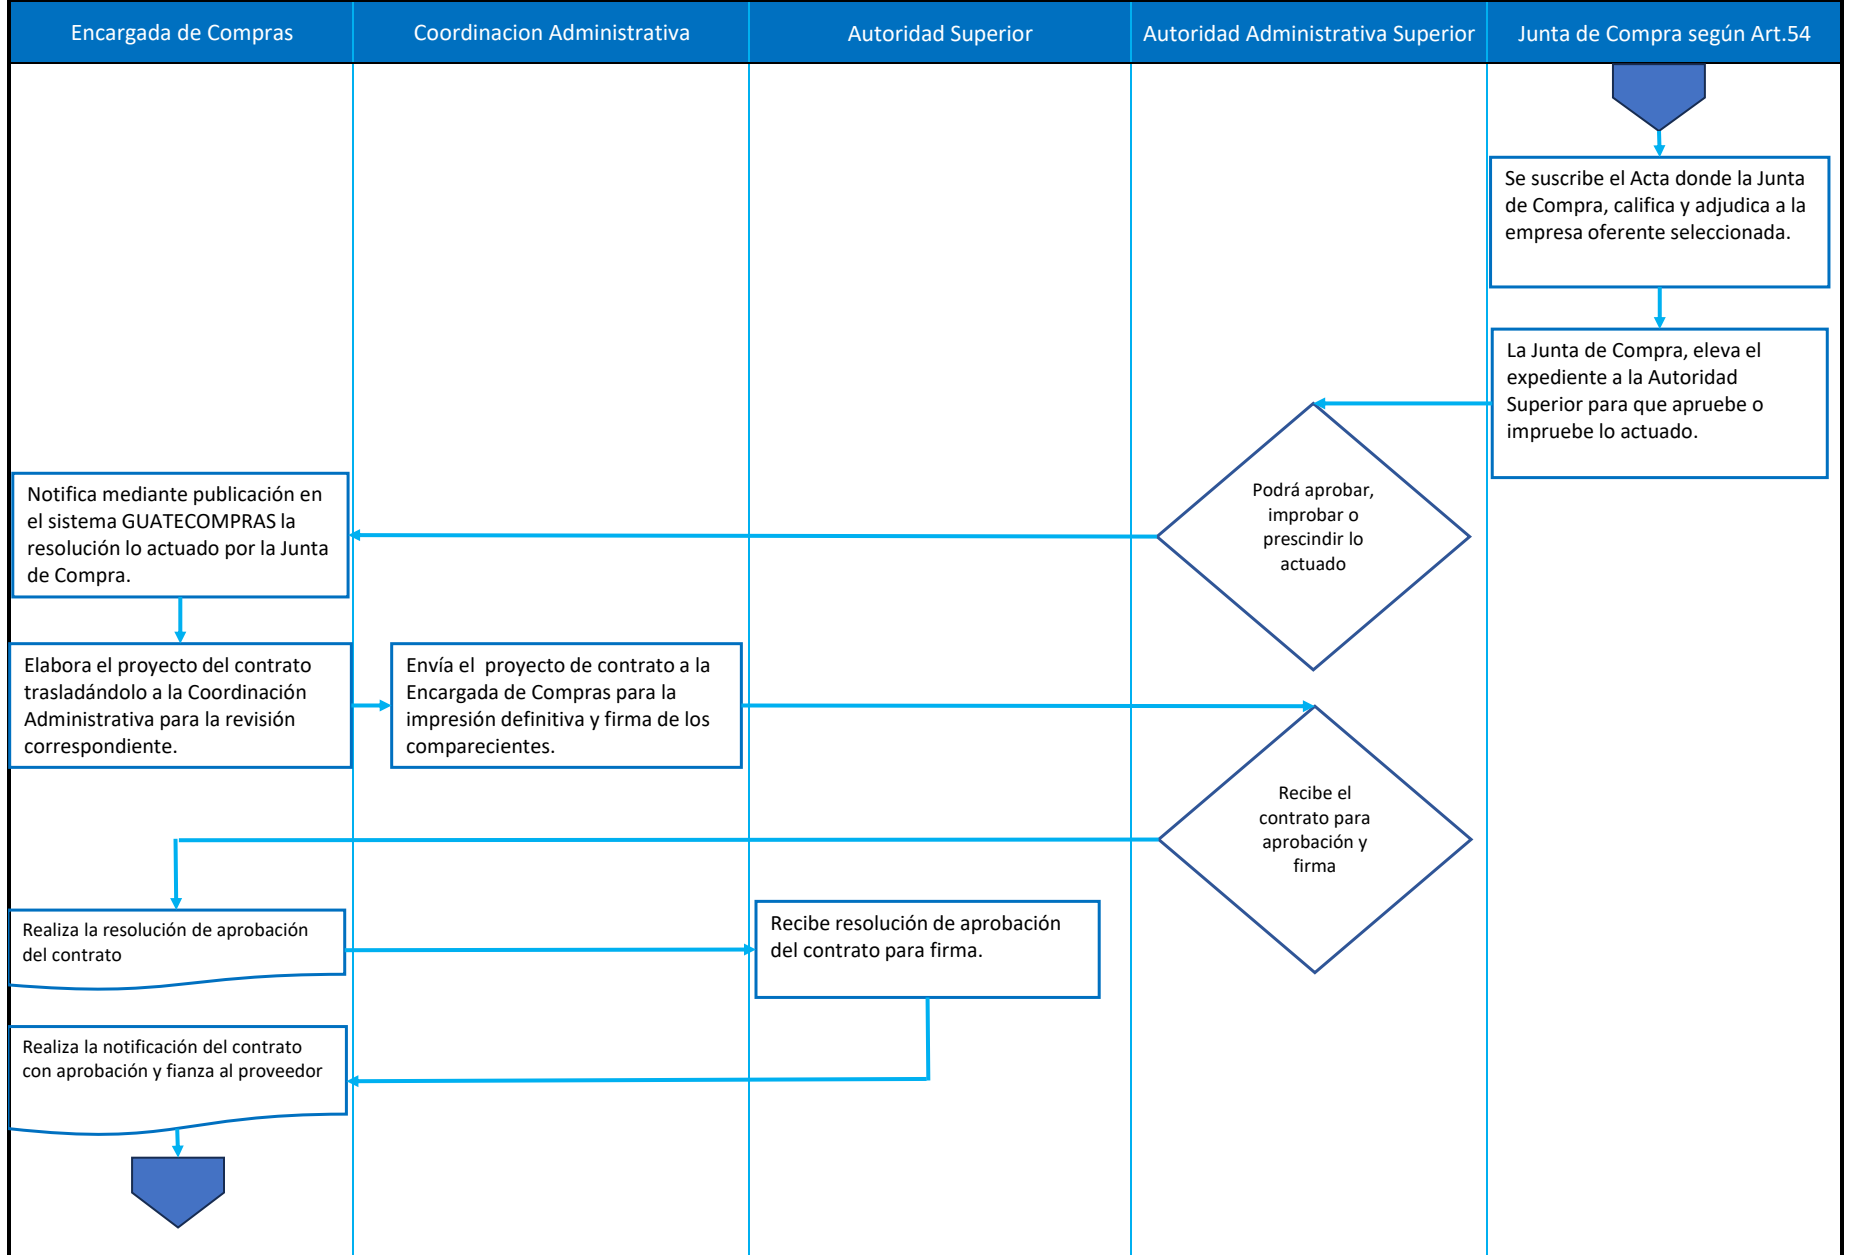 Encargada de Compras
Coordinacion Administrativa
Autoridad Superior
Autoridad Administrativa Superior
Junta de Compra según Art.54
Se suscribe el Acta donde la Junta
de Compra, califica y adjudica a la
empresa oferente seleccionada.
La Junta de Compra, eleva el
expediente a la Autoridad
Superior para que apruebe o
impruebe lo actuado.
Podrá aprobar,
improbar o
prescindir lo
actuado
Notifica mediante publicación en
el sistema GUATECOMPRAS la
resolución lo actuado por la Junta
de Compra.
Elabora el proyecto del contrato
trasladándolo a la Coordinación
Administrativa para la revisión
correspondiente.
Envía el  proyecto de contrato a la
Encargada de Compras para la
impresión definitiva y firma de los
comparecientes.
Recibe el
contrato para
aprobación y
firma
Realiza la resolución de aprobación
del contrato
Recibe resolución de aprobación
del contrato para firma.
Realiza la notificación del contrato
con aprobación y fianza al proveedor